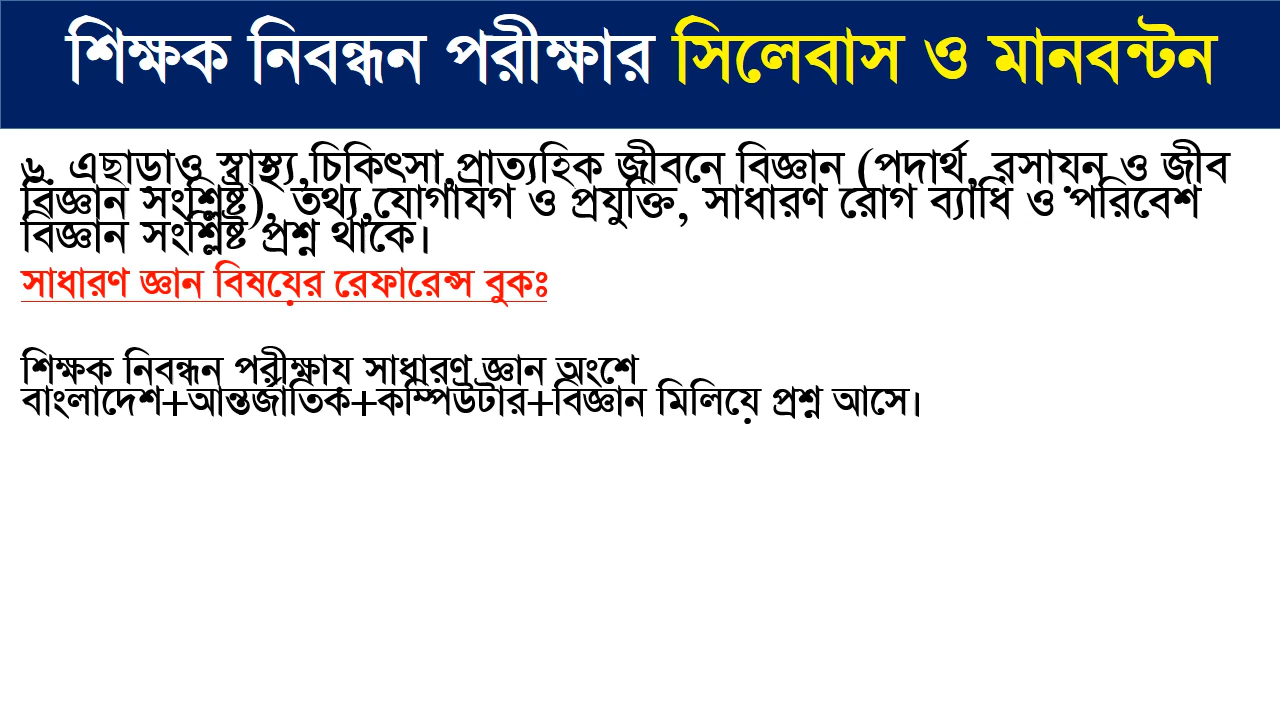 শিক্ষক নিবন্ধন পরীক্ষার সিলেবাস ও মানবন্টন
৬. এছাডাও স্বাস্থ্য,চিকিৎসা,প্রাত্যহিক জীবনে বিজ্ঞান (পদার্থ, রসাযন ও জীব
বিজ্ঞান সংশ্লিষ্ট), তথ্য,যোগাযগ ও প্রযুক্তি, সাধারণ রোগ ব্যাধি ও পরিবেশ
বিজ্ঞান সংশ্লিষ্ট প্রশ্ন থাকে।
সাধারণ জ্ঞান বিষয়ের রেফারেন্স বুকঃ
শিক্ষক নিবন্ধন পরীক্ষায় সাধারণ জ্ঞান অংশে
বাংলাদেশ+আন্তর্জাতিক+কম্পিউটার+বিজ্ঞান মিলিয়ে প্রশ্ন আসে।